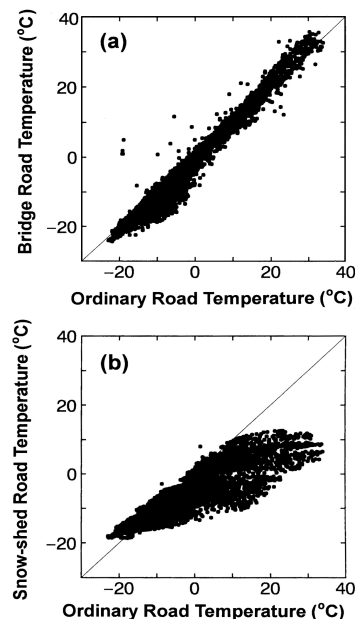 (a)
Bridge Road Temperature (°C)
40
20
0
−20
−20 0 20 40
Ordinary Road Temperature (°C)
(b)
Snow-shed Road Temperature (°C)
40
20
0
−20
−20 0 20 40
Ordinary Road Temperature (°C)